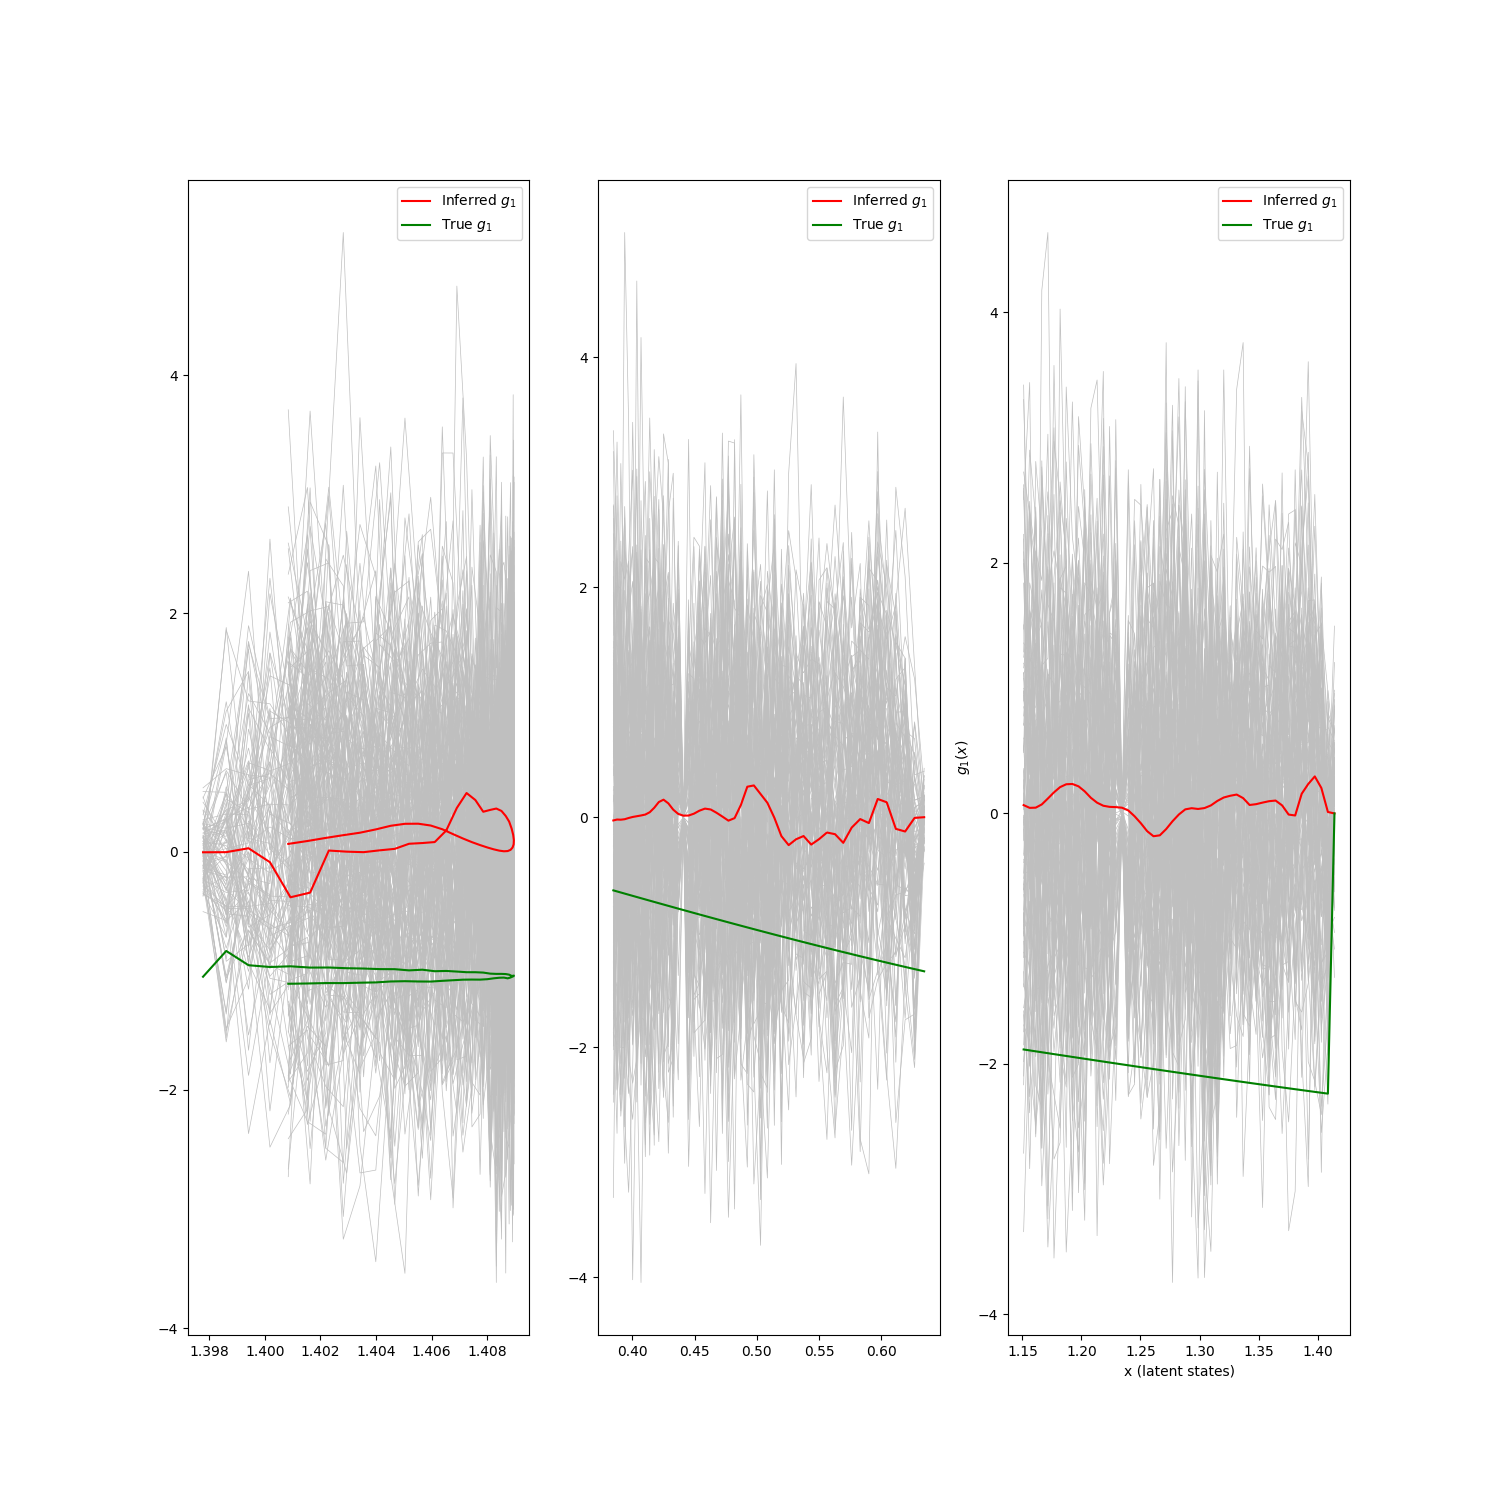 Inferred g₁
True g₁
4
2
0
−2
−4
1.398 1.400 1.402 1.404 1.406 1.408
Inferred g₁
True g₁
4
2
0
−2
−4
0.40 0.45 0.50 0.55 0.60
Inferred g₁
True g₁
g₁(x)
4
2
0
−2
−4
1.15 1.20 1.25 1.30 1.35 1.40
x (latent states)